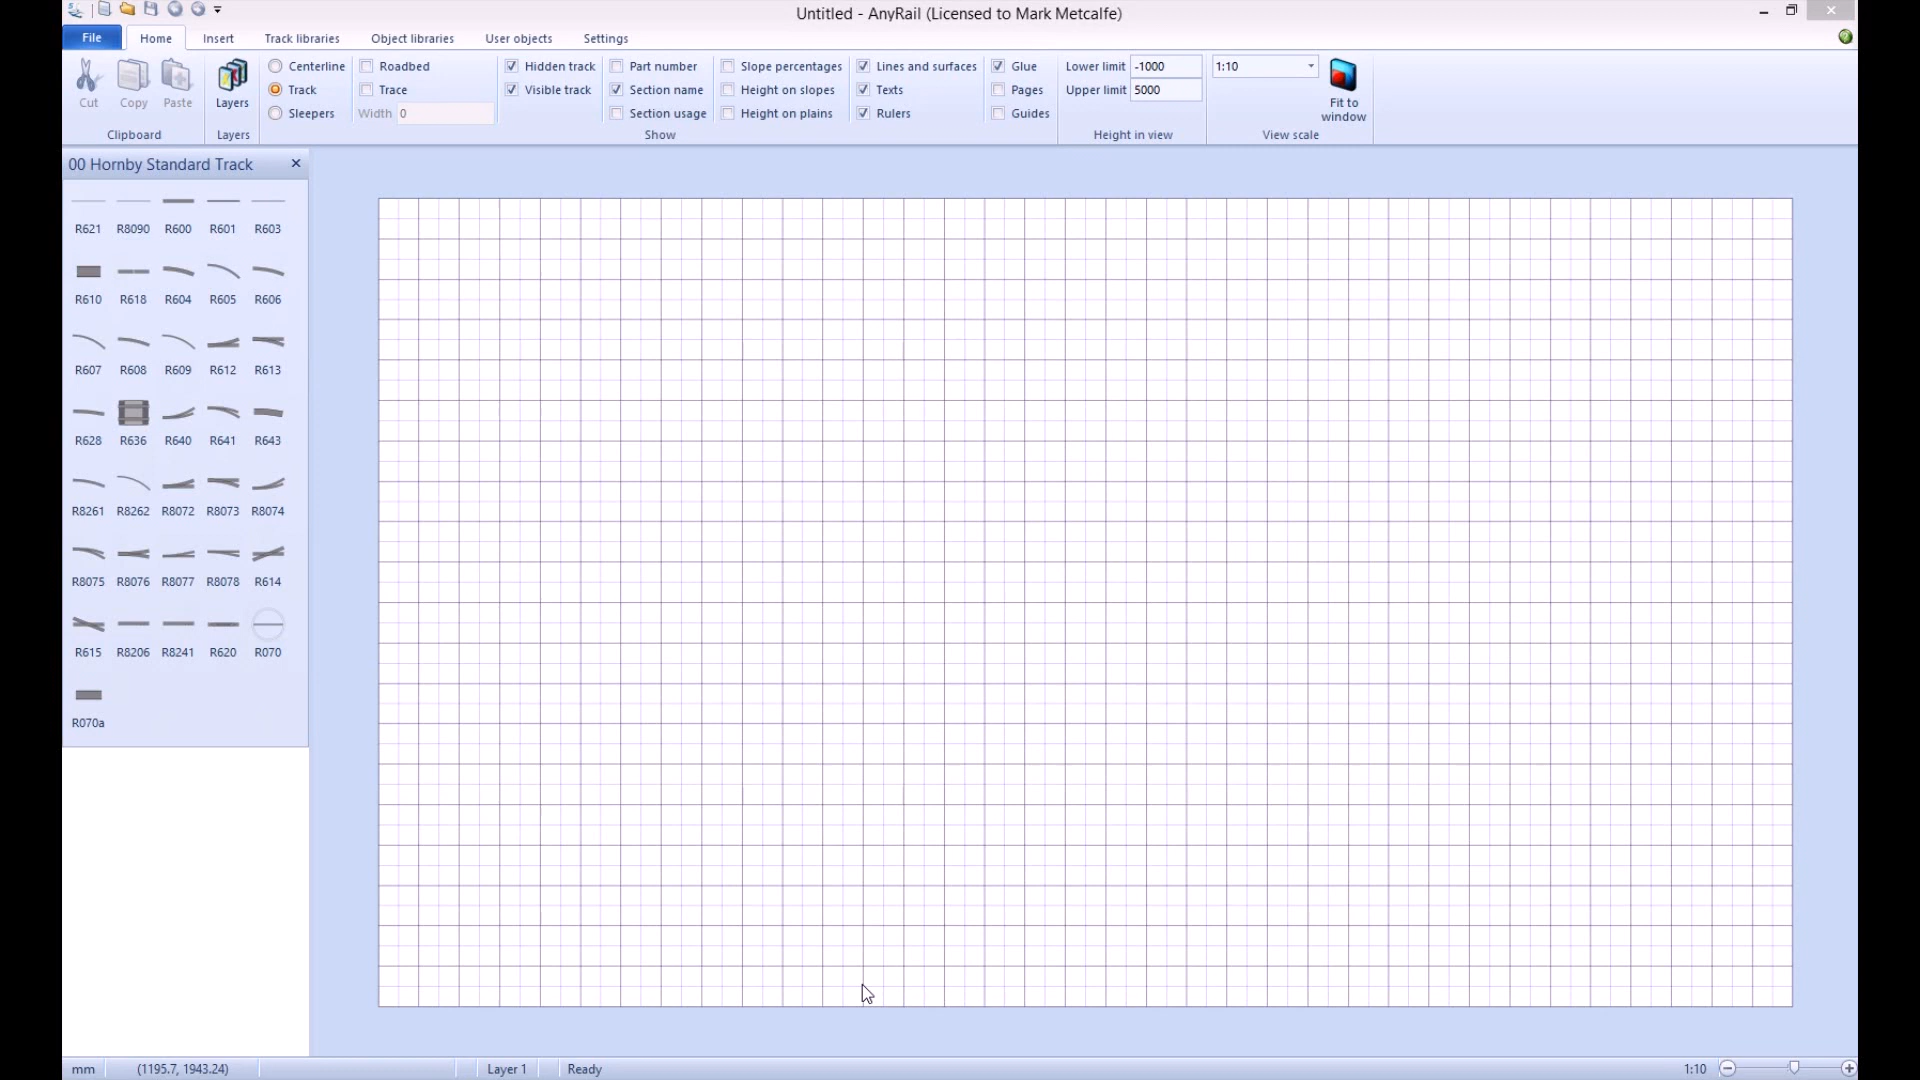 Untitled - AnyRail (Licensed to Mark Metcalfe)
File Home Insert Track libraries Object libraries User objects Settings
Cut Copy Paste
Clipboard
Layers
Layers
Centerline
Track
Sleepers
Roadbed
Trace
Width 0
Hidden track
Visible track
Part number
Section name
Section usage
Slope percentages
Height on slopes
Height on plains
Lines and surfaces
Texts
Rulers
Glue
Pages
Guides
Show
Lower limit -1000
Upper limit 5000
Height in view
1:10
Fit to
window
View scale
00 Hornby Standard Track
R621 R8090 R600 R601 R603
R610 R618 R604 R605 R606
R607 R608 R609 R612 R613
R628 R636 R640 R641 R643
R8261 R8262 R8072 R8073 R8074
R8075 R8076 R8077 R8078 R614
R615 R8206 R8241 R620 R070
R070a
mm (1195.7, 1943.24) Layer 1 Ready 1:10